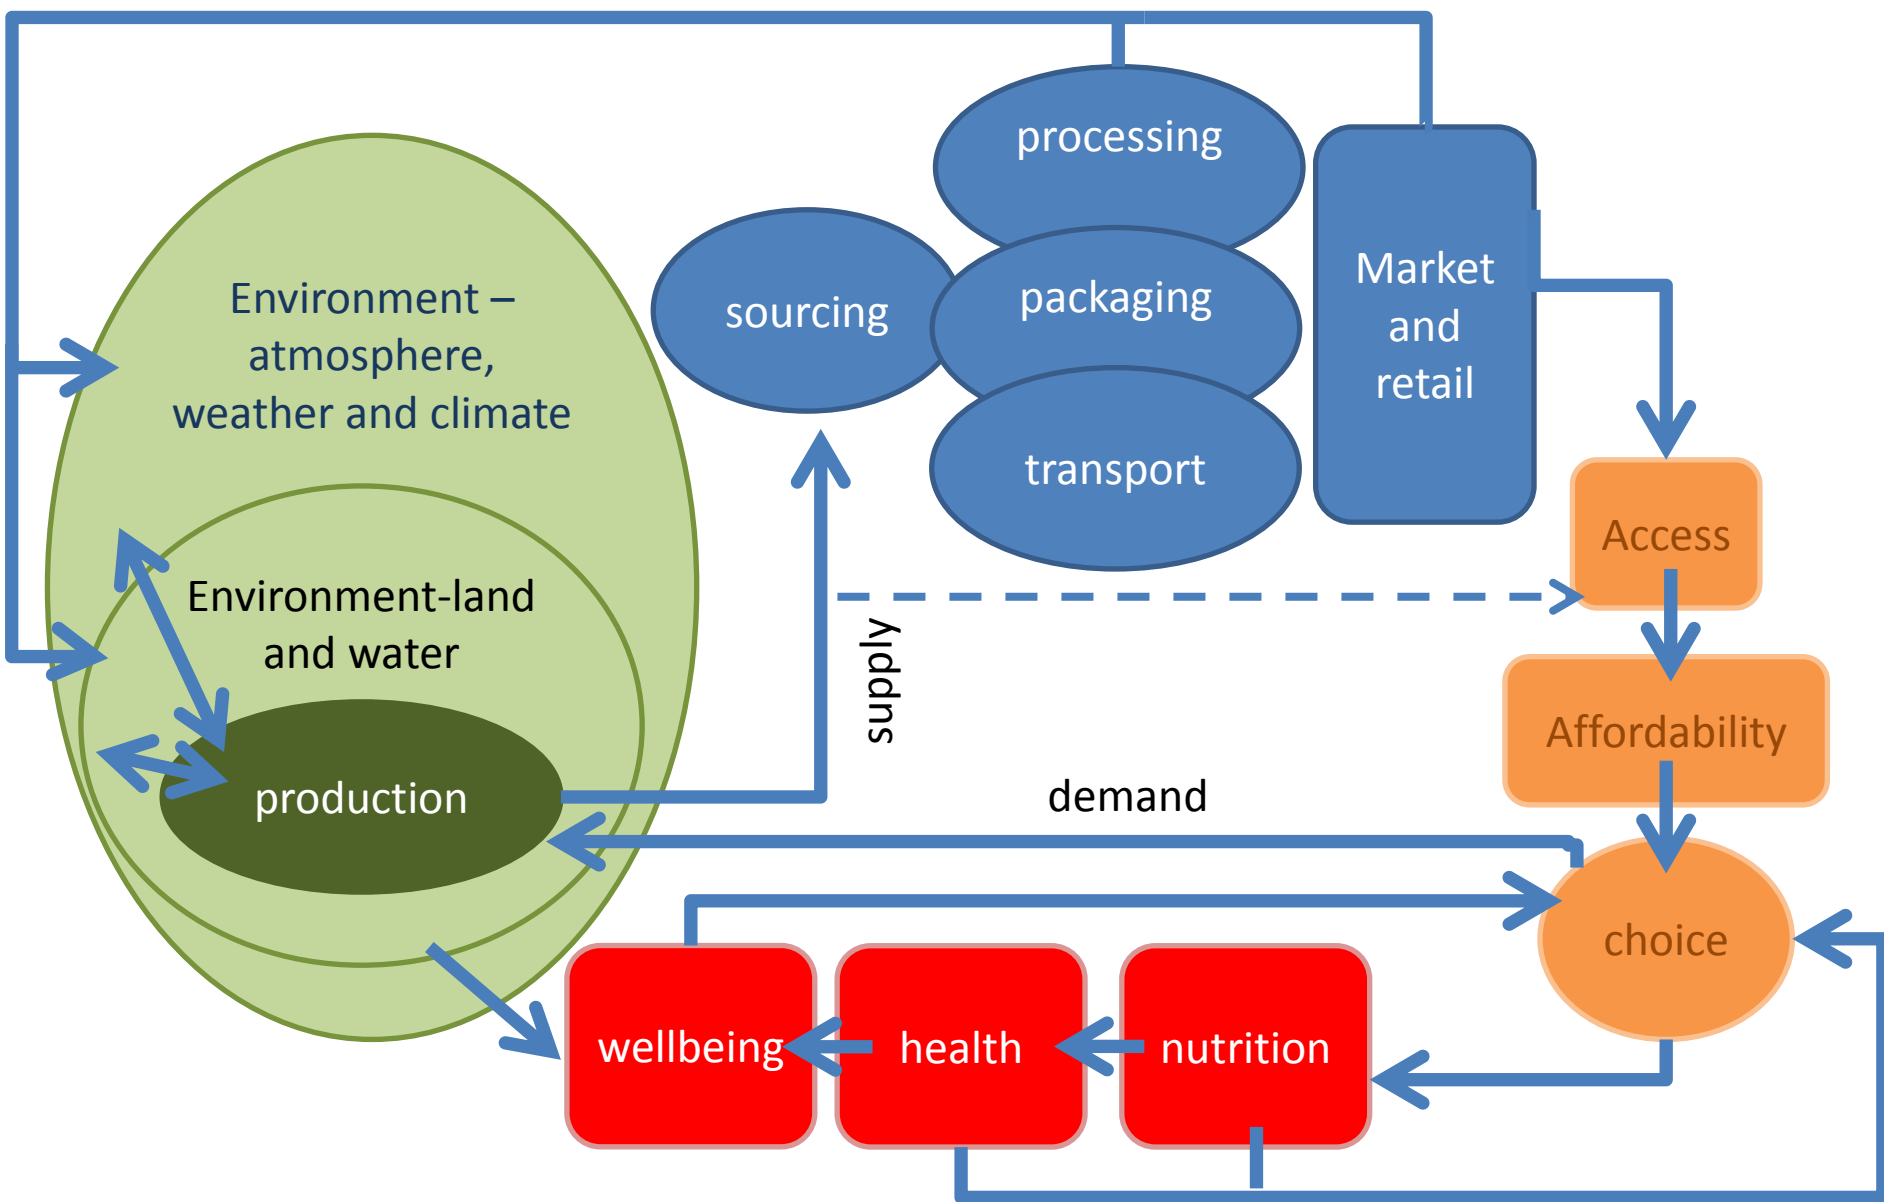 processing
Environment –
atmosphere,
weather and climate
sourcing
packaging
Market
and
retail
transport
Access
Environment-land
and water
supply
Affordability
production
demand
choice
wellbeing
health
nutrition